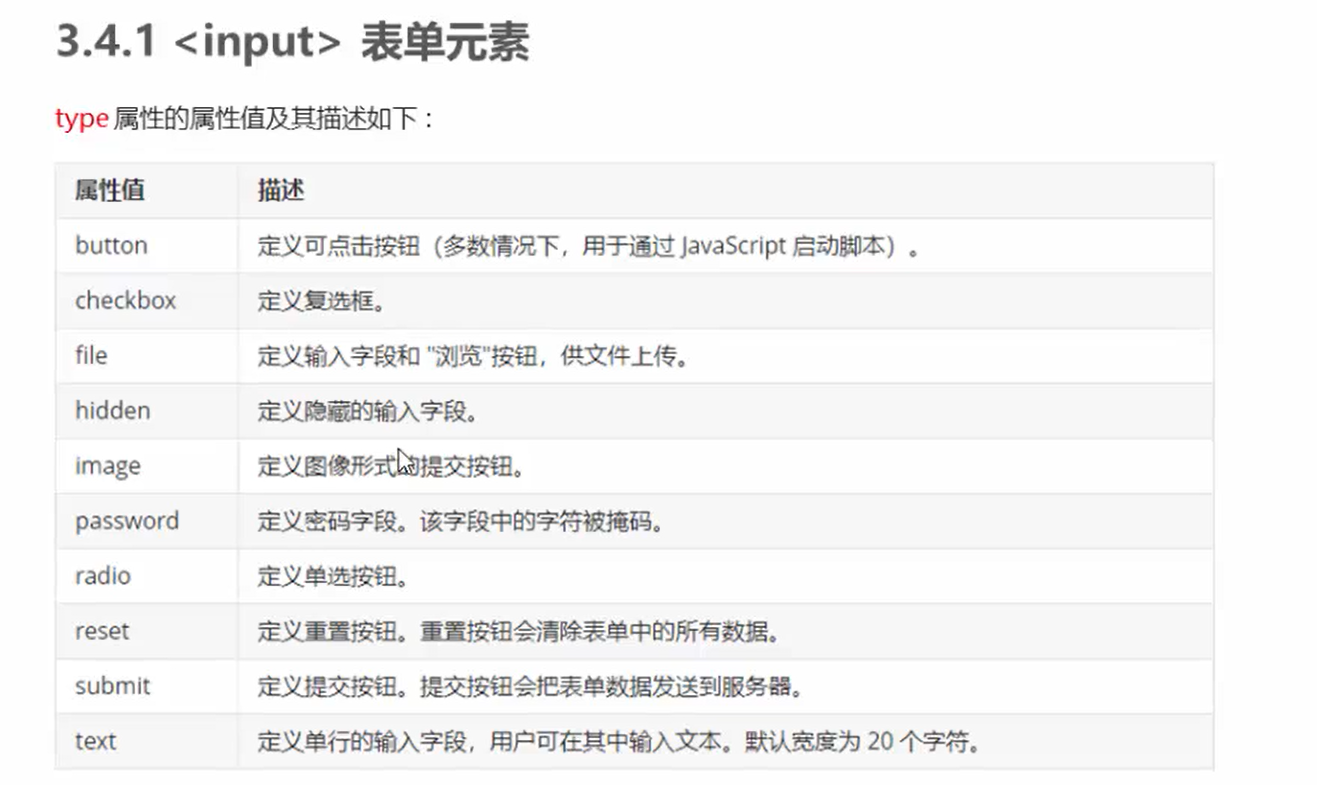 3.4.1 <input> 表单元素
type 属性的属性值及其描述如下：
属性值 描述
button 定义可点击按钮（多数情况下，用于通过 JavaScript 启动脚本）。
checkbox 定义复选框。
file 定义输入字段和 "浏览"按钮，供文件上传。
hidden 定义隐藏的输入字段。
image 定义图像形式的提交按钮。
password 定义密码字段。该字段中的字符被掩码。
radio 定义单选按钮。
reset 定义重置按钮。重置按钮会清除表单中的所有数据。
submit 定义提交按钮。提交按钮会把表单数据发送到服务器。
text 定义单行的输入字段，用户可在其中输入文本。默认宽度为 20 个字符。